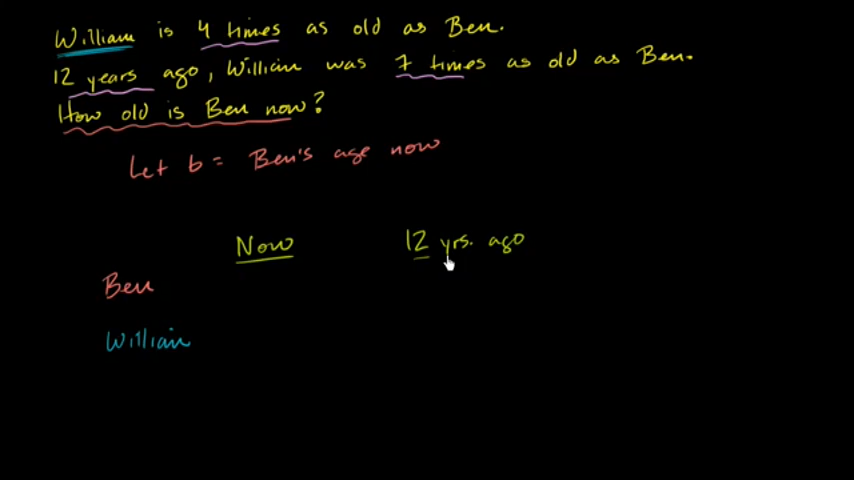 William is 4 times as old as Ben.
12 years ago, William was 7 times as old as Ben.
How old is Ben now?
Let b = Ben's age now
Now 12 yrs. ago
Ben
William